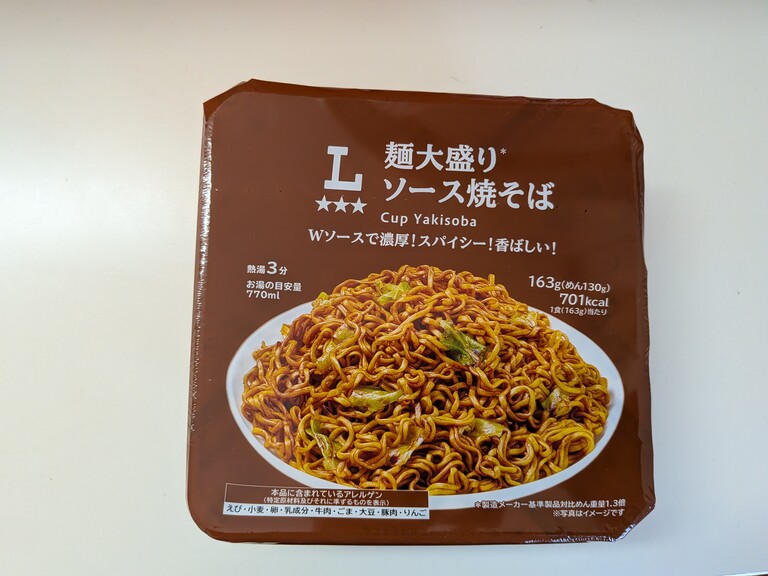 L
★★★
麺大盛り*
ソース焼そば
Cup Yakisoba
Wソースで濃厚!スパイシー!香ばしい!
熱湯3分
お湯の目安量
770ml
163g(めん130g)
701kcal
1食(163g)当たり
本品に含まれているアレルゲン
(特定原材料及びそれに準ずるものを表示)
えび・小麦・卵・乳成分・牛肉・ごま・大豆・豚肉・りんご
*製造メーカー基準製品対比めん重量1.3倍
※写真はイメージです